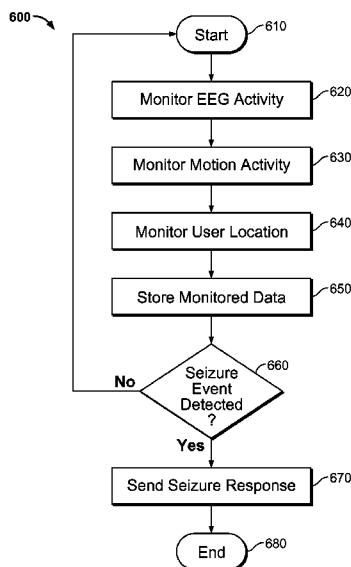 600
Start
610
Monitor EEG Activity
620
Monitor Motion Activity
630
Monitor User Location
640
Store Monitored Data
650
Seizure
Event
Detected
?
660
No
Yes
Send Seizure Response
670
End
680